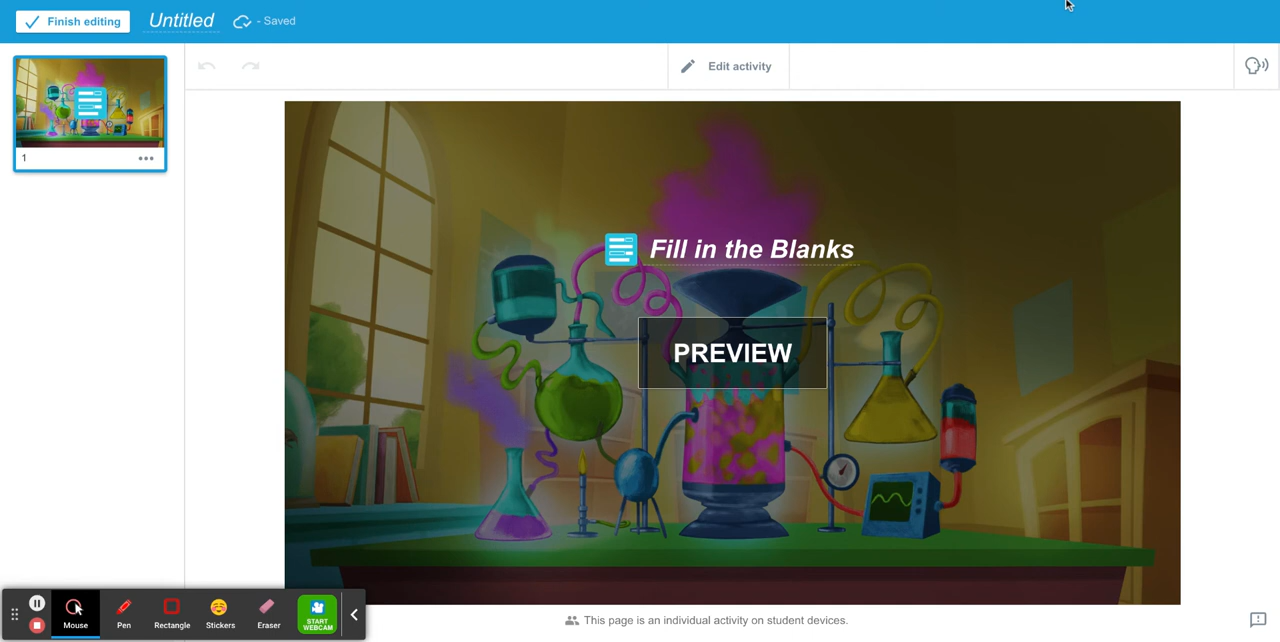 Finish editing
Untitled
- Saved
Edit activity
1
Fill in the Blanks
PREVIEW
This page is an individual activity on student devices.
Mouse
Pen
Rectangle
Stickers
Eraser
START
WEBCAM